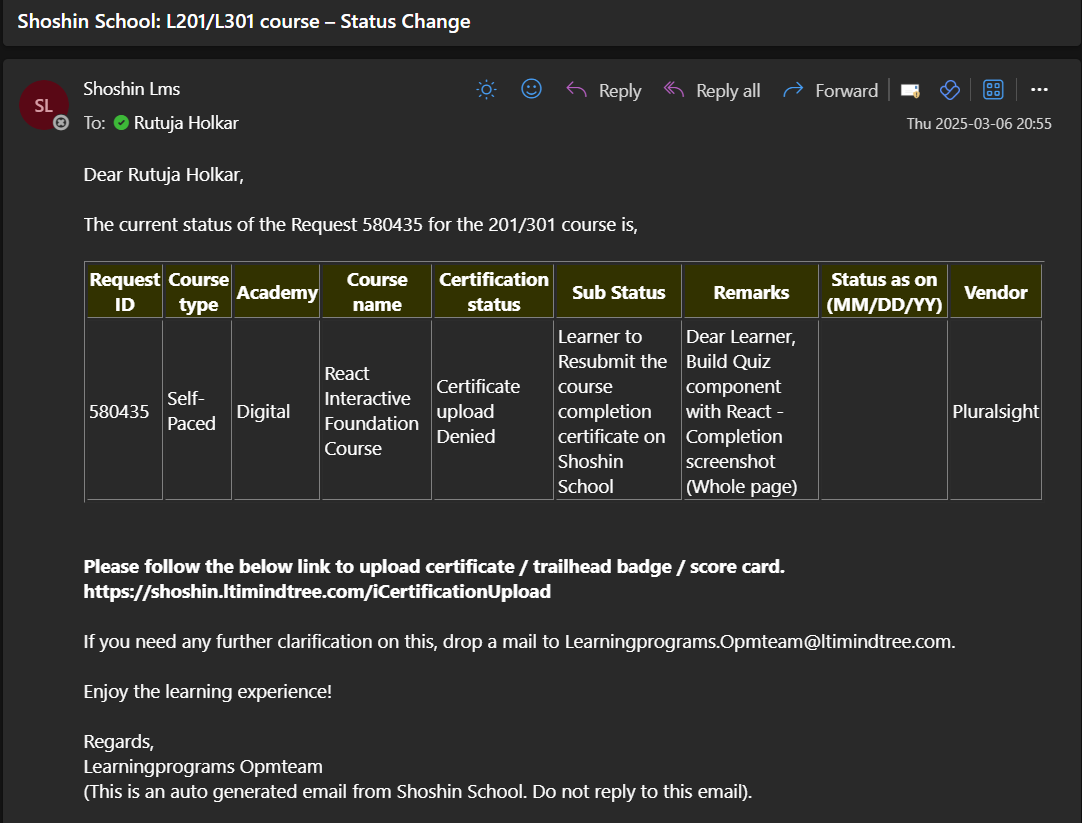 Shoshin School: L201/L301 course – Status Change
SL
Shoshin Lms
Reply
Reply all
Forward
To: Rutuja Holkar
Thu 2025-03-06 20:55
Dear Rutuja Holkar,
The current status of the Request 580435 for the 201/301 course is,
Request ID
Course type
Academy
Course name
Certification status
Sub Status
Remarks
Status as on (MM/DD/YY)
Vendor
580435
Self-
Paced
Digital
React
Interactive
Foundation
Course
Certificate
upload
Denied
Learner to
Resubmit the
course
completion
certificate on
Shoshin
School
Dear Learner,
Build Quiz
component
with React -
Completion
screenshot
(Whole page)
Pluralsight
Please follow the below link to upload certificate / trailhead badge / score card.
https://shoshin.ltimindtree.com/iCertificationUpload
If you need any further clarification on this, drop a mail to Learningprograms.Opmteam@ltimindtree.com.
Enjoy the learning experience!
Regards,
Learningprograms Opmteam
(This is an auto generated email from Shoshin School. Do not reply to this email).